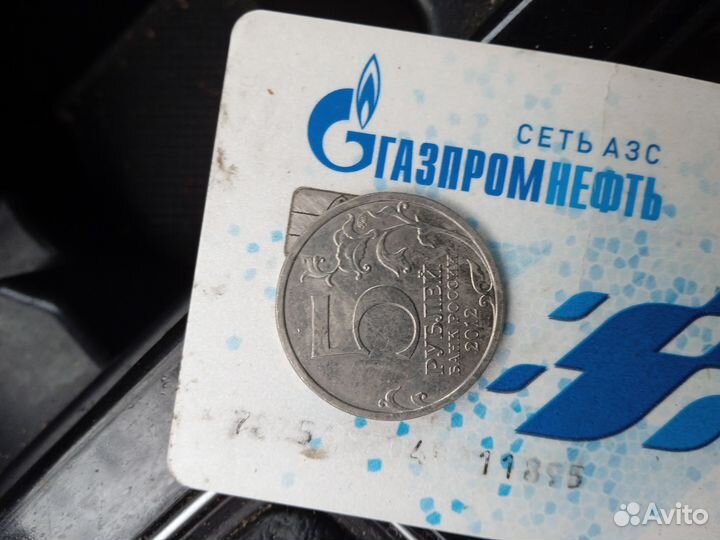 СЕТЬ АЗС
ГАЗПРОМНЕФТЬ
5
РУБЛЕЙ
БАНК РОССИИ
2012
11895
Avito